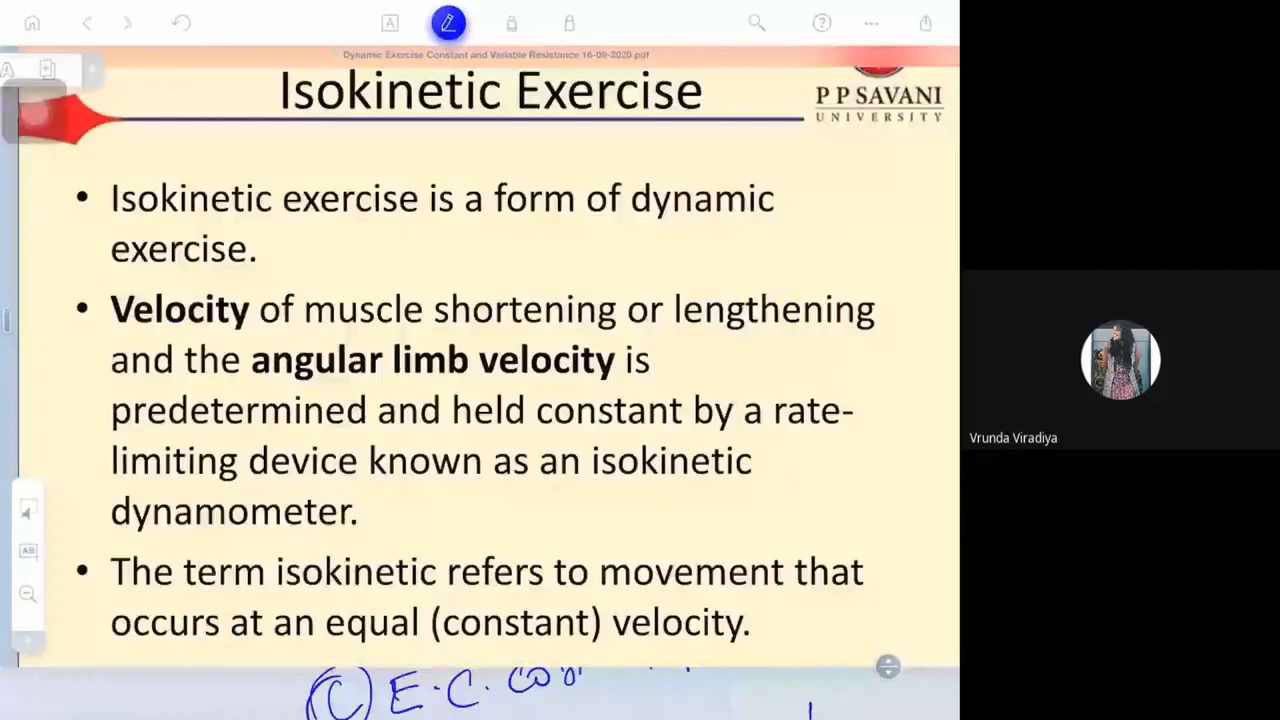 Dynamic Exercise Constant and Variable Resistance 16-09-2020.pdf
Isokinetic Exercise
P P SAVANI
UNIVERSITY
• Isokinetic exercise is a form of dynamic
exercise.
• Velocity of muscle shortening or lengthening
and the angular limb velocity is
predetermined and held constant by a rate-
limiting device known as an isokinetic
dynamometer.
• The term isokinetic refers to movement that
occurs at an equal (constant) velocity.
Vrunda Viradiya
A
A
AB
C E.C.